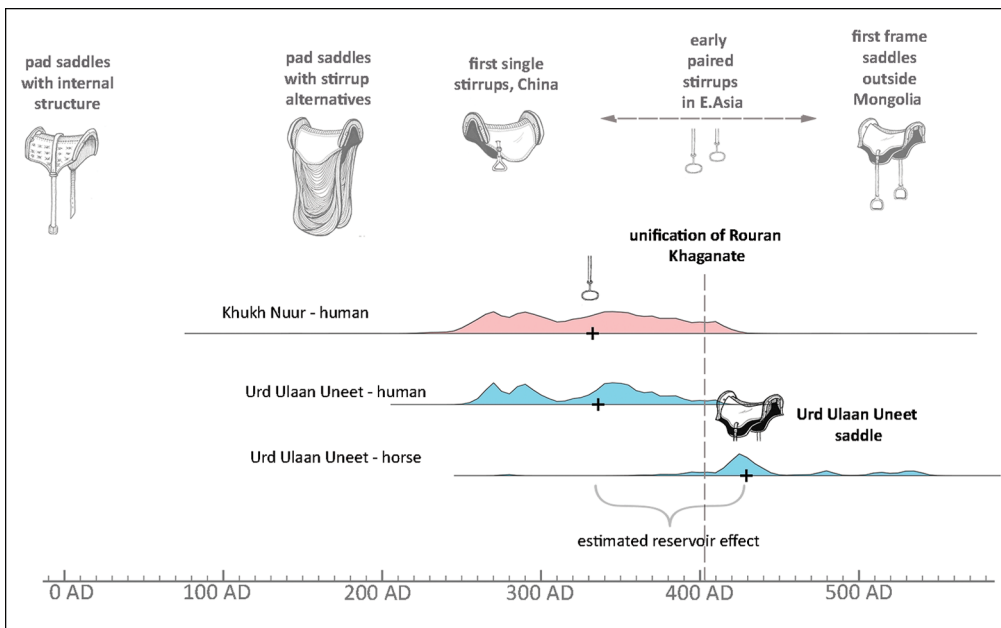 pad saddles
with internal
structure
pad saddles
with stirrup
alternatives
first single
stirrups, China
early
paired
stirrups
in E.Asia
first frame
saddles
outside
Mongolia
unification of Rouran
Khaganate
Khukh Nuur - human
Urd Ulaan Uneet - human
Urd Ulaan Uneet
saddle
Urd Ulaan Uneet - horse
estimated reservoir effect
0 AD
100 AD
200 AD
300 AD
400 AD
500 AD